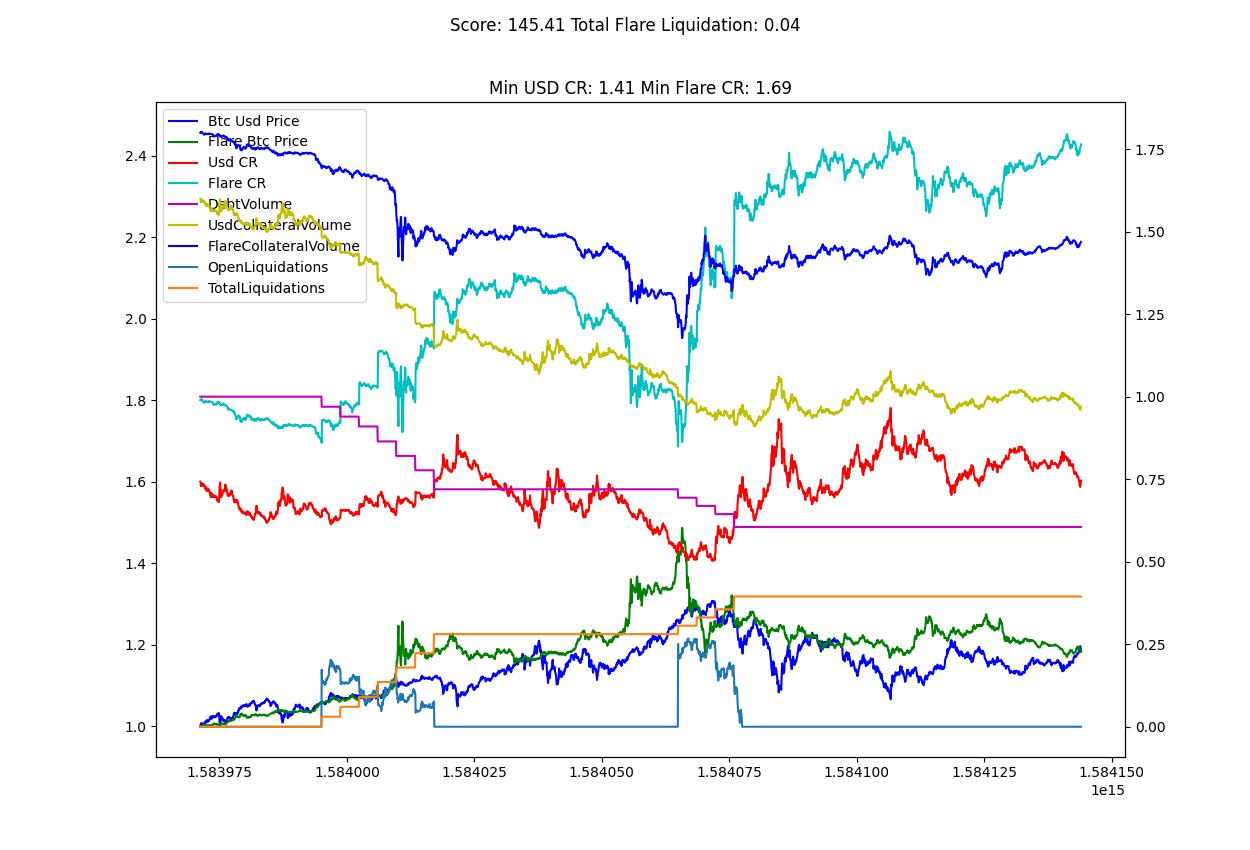 Score: 145.41 Total Flare Liquidation: 0.04
Min USD CR: 1.41 Min Flare CR: 1.69
Btc Usd Price
Flare Btc Price
Usd CR
Flare CR
DebtVolume
UsdCollateralVolume
FlareCollateralVolume
OpenLiquidations
TotalLiquidations
2.4
2.2
2.0
1.8
1.6
1.4
1.2
1.0
1.75
1.50
1.25
1.00
0.75
0.50
0.25
0.00
1.583975 1.584000 1.584025 1.584050 1.584075 1.584100 1.584125 1.584150
1e15